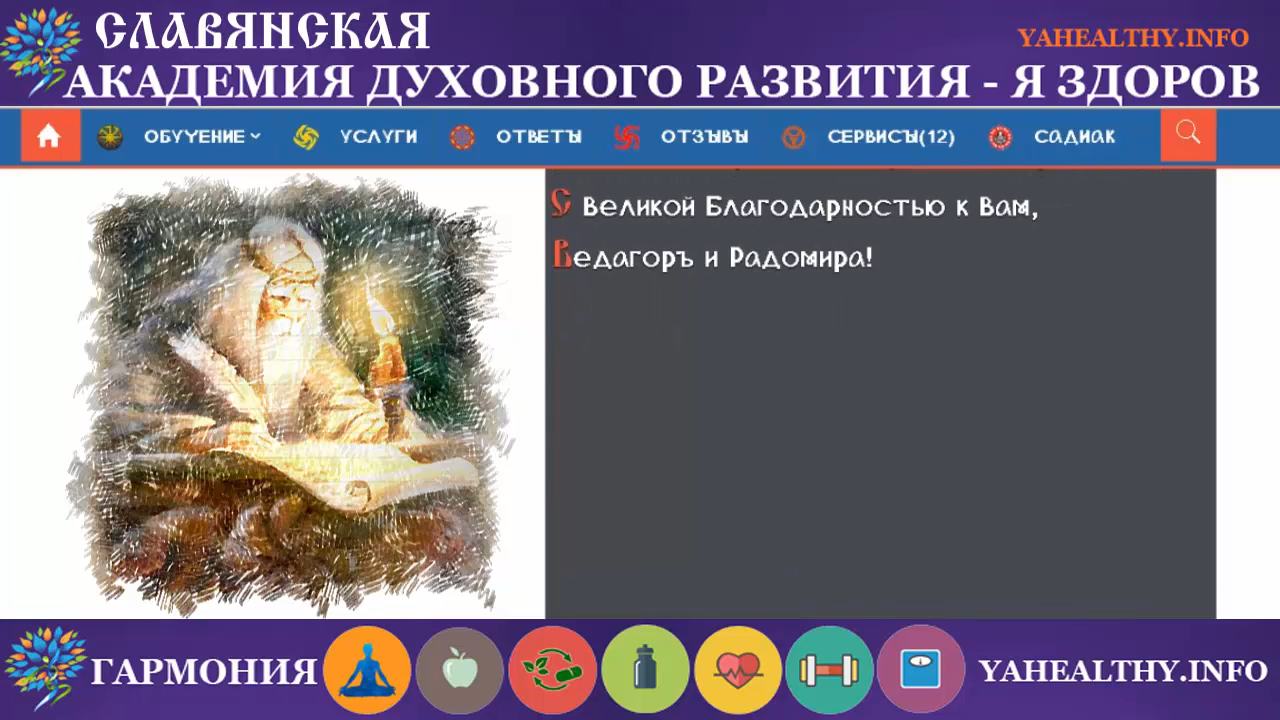 СЛАВЯНСКАЯ
YAHEALTHY.INFO
АКАДЕМИЯ ДУХОВНОГО РАЗВИТИЯ - Я ЗДОРОВ
ОБУЧЕНИЕ УСЛУГИ ОТВЕТЫ ОТЗЫВЫ СЕРВИСЫ(12) САДИАК
С Великой Благодарностью к Вам,
Ведагоръ и Радомира!
ГАРМОНИЯ YAHEALTHY.INFO